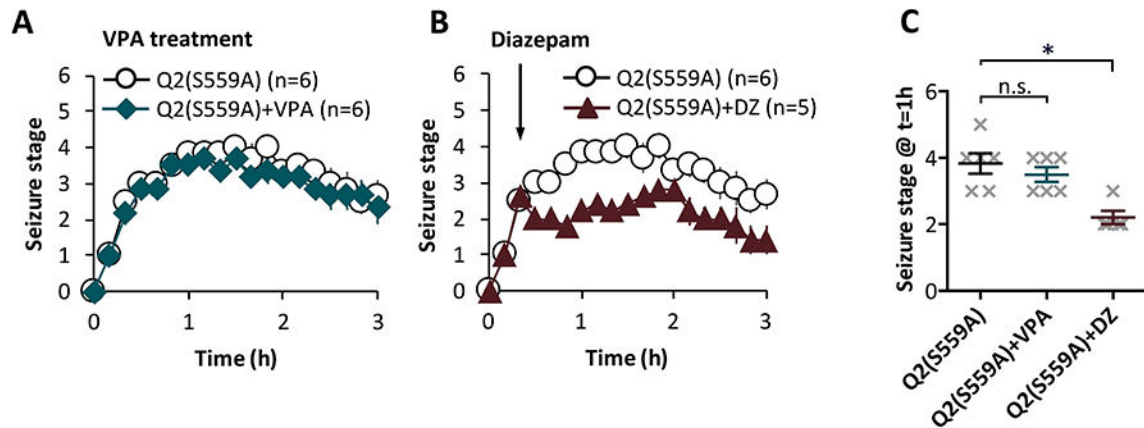 A
VPA treatment
Q2(S559A) (n=6)
Q2(S559A)+VPA (n=6)
Seizure stage
6
5
4
3
2
1
0
0
1
2
3
Time (h)
B
Diazepam
Q2(S559A) (n=6)
Q2(S559A)+DZ (n=5)
Seizure stage
6
5
4
3
2
1
0
0
1
2
3
Time (h)
C
*
n.s.
Seizure stage @ t=1h
6
4
2
0
Q2(S559A)
Q2(S559A)+VPA
Q2(S559A)+DZ